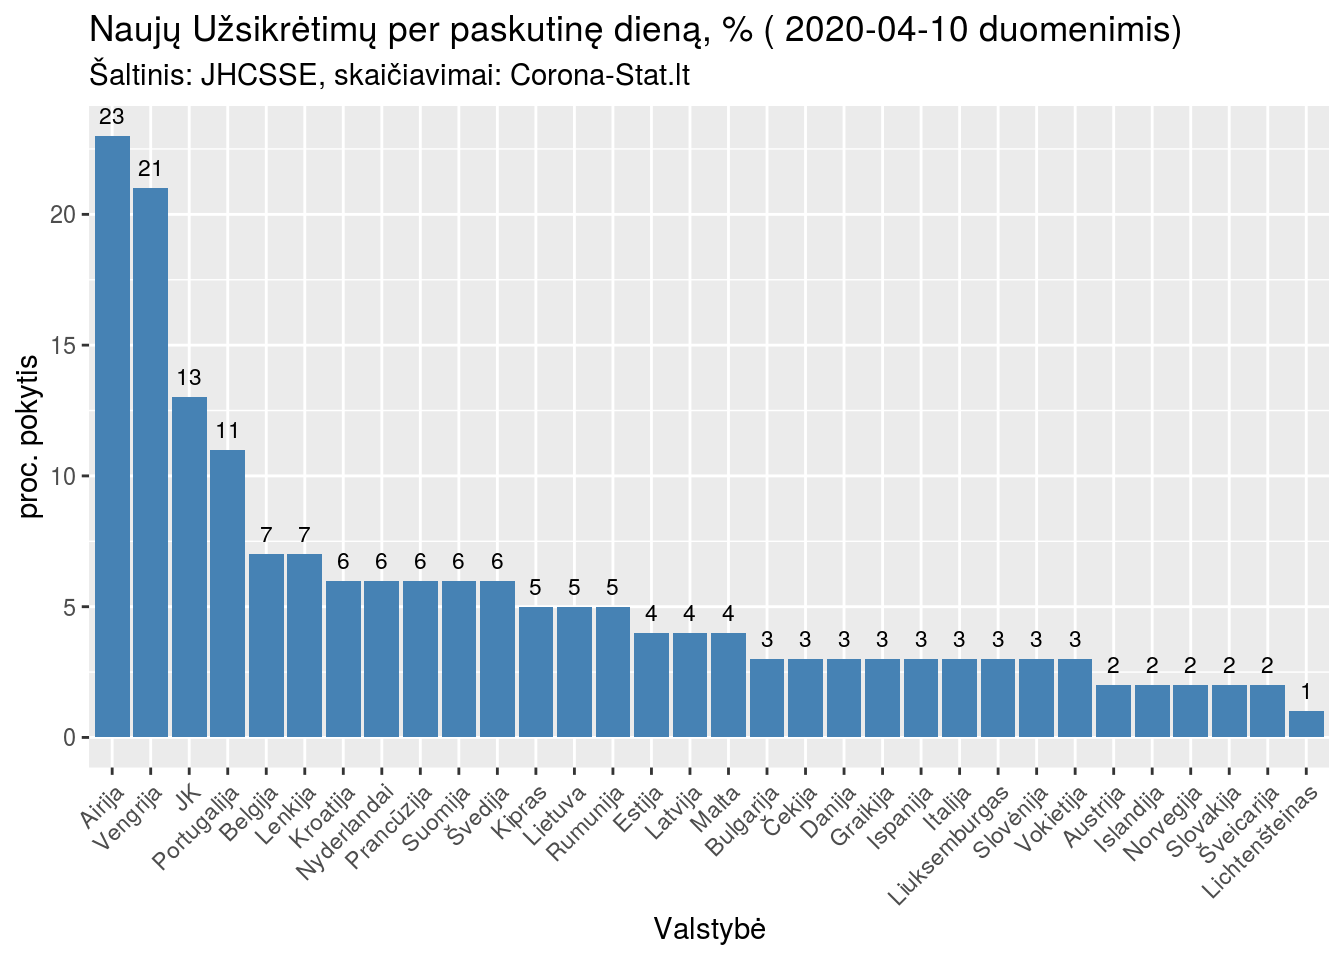 Naujų Užsikrėtimų per paskutinę dieną, % ( 2020-04-10 duomenimis)
Šaltinis: JHCSSE, skaičiavimai: Corona-Stat.lt
proc. pokytis
20
15
10
5
0
23
21
13
11
7
7
6
6
6
6
6
5
5
5
4
4
4
3
3
3
3
3
3
3
3
3
2
2
2
2
2
1
Airija
Vengrija
JK
Portugalija
Belgija
Lenkija
Kroatija
Nyderlandai
Prancūzija
Suomija
Švedija
Kipras
Lietuva
Rumunija
Estija
Latvija
Malta
Bulgarija
Čekija
Danija
Graikija
Ispanija
Italija
Liuksemburgas
Slovėnija
Vokietija
Austrija
Islandija
Norvegija
Slovakija
Šveicarija
Lichtenšteinas
Valstybė